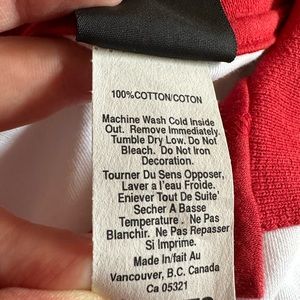 100%COTTON/COTON
Machine Wash Cold Inside
Out. Remove Immediately.
Tumble Dry Low. Do Not
Bleach. Do Not Iron
Decoration.
Tourner Du Sens Opposer,
Laver a l'eau Froide.
Eniever Tout De Suite'
Secher A Basse
Temperature . Ne Pas
Blanchir. Ne Pas Repasser
Si Imprime.
Made In/fait Au
Vancouver, B.C. Canada
Ca 05321